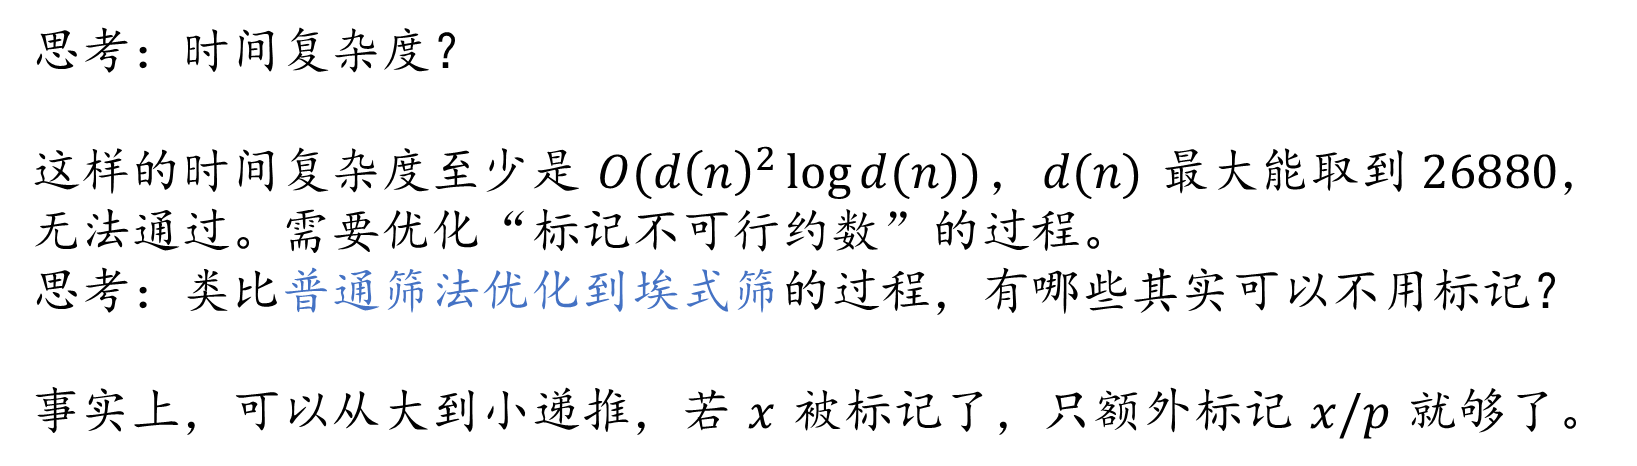 思考：时间复杂度？
这样的时间复杂度至少是 O(d(n)² log d(n))，d(n) 最大能取到 26880，
无法通过。需要优化“标记不可行约数”的过程。
思考：类比普通筛法优化到埃式筛的过程，有哪些其实可以不用标记？
事实上，可以从大到小递推，若 x 被标记了，只额外标记 x/p 就够了。